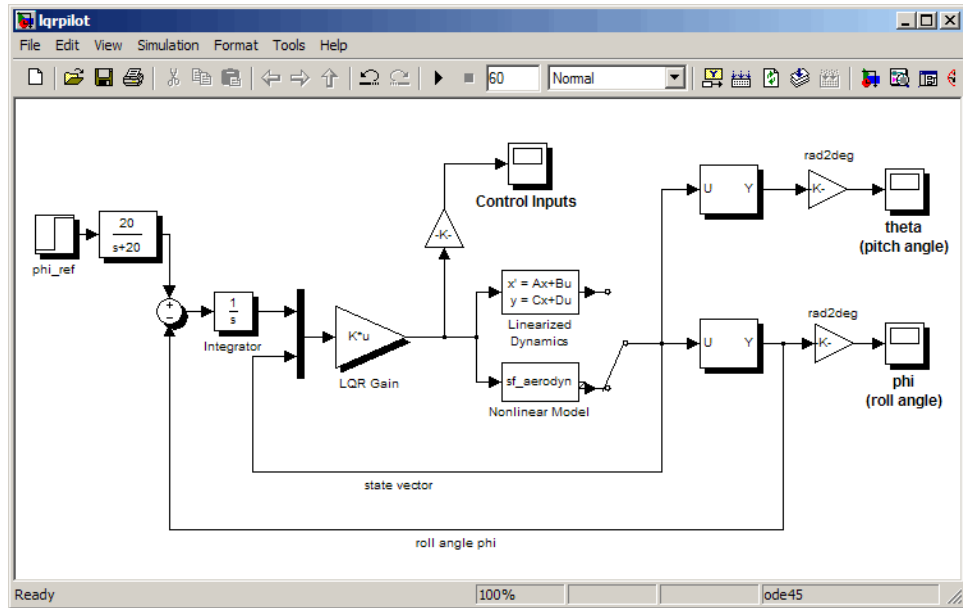 lqrpilot
File Edit View Simulation Format Tools Help
60 Normal
phi_ref
20
s+20
+
-
1
s
Integrator
K*u
LQR Gain
-K-
Control Inputs
x' = Ax+Bu
y = Cx+Du
Linearized
Dynamics
sf_aerodyn
Nonlinear Model
U Y
rad2deg
-K-
theta
(pitch angle)
U Y
rad2deg
-K-
phi
(roll angle)
state vector
roll angle phi
Ready 100% ode45